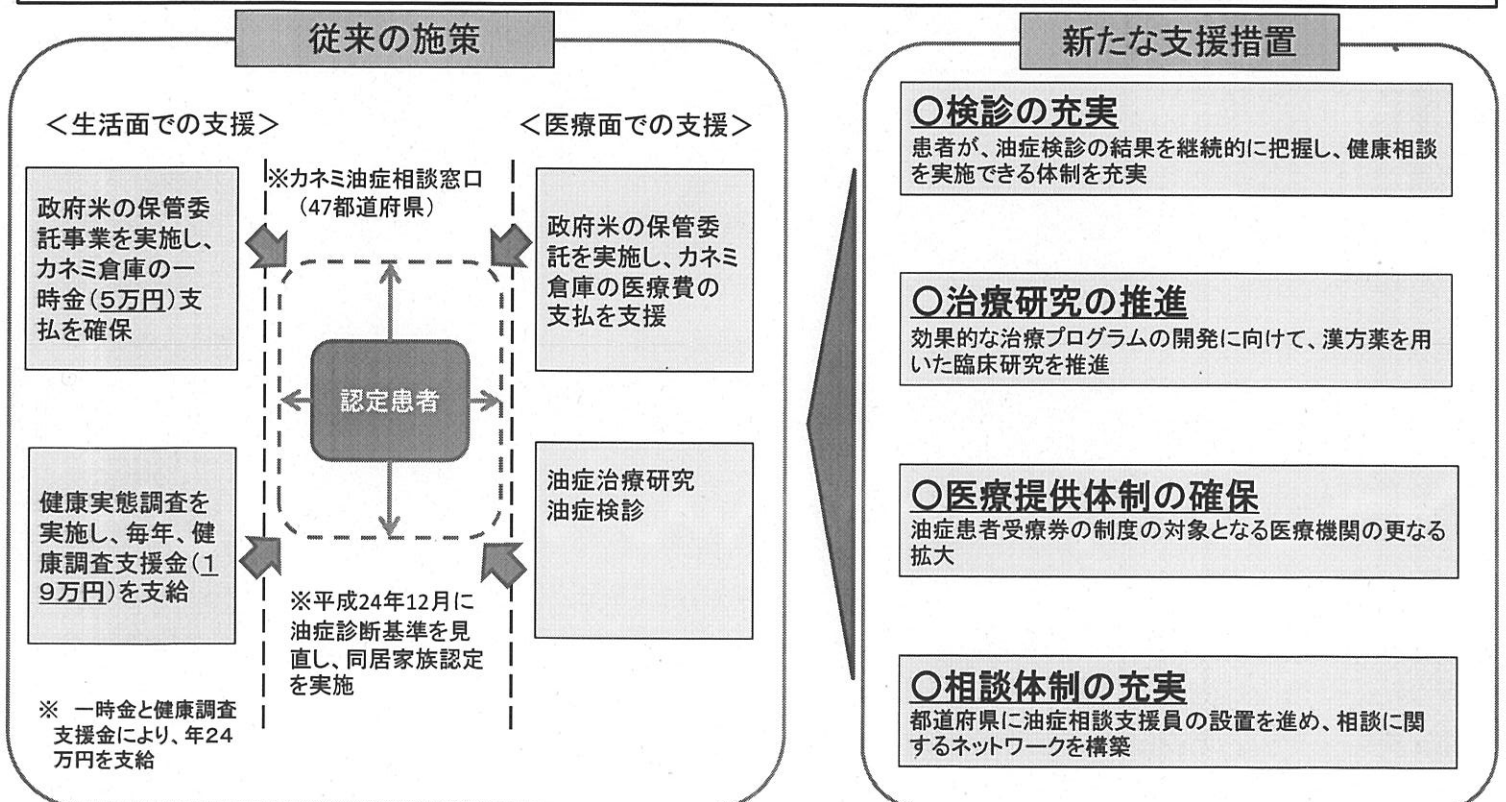 従来の施策
<生活面での支援>
政府米の保管委
託事業を実施し、
カネミ倉庫の一
時金(5万円)支
払を確保
健康実態調査を
実施し、毎年、健
康調査支援金(1
9万円)を支給
※ 一時金と健康調査
支援金により、年24
万円を支給
※カネミ油症相談窓口
(47都道府県)
認定患者
※平成24年12月に
油症診断基準を見
直し、同居家族認定
を実施
<医療面での支援>
政府米の保管委
託を実施し、カネミ
倉庫の医療費の
支払を支援
油症治療研究
油症検診
新たな支援措置
○検診の充実
患者が、油症検診の結果を継続的に把握し、健康相談
を実施できる体制を充実
○治療研究の推進
効果的な治療プログラムの開発に向けて、漢方薬を用
いた臨床研究を推進
○医療提供体制の確保
油症患者受療券の制度の対象となる医療機関の更なる
拡大
○相談体制の充実
都道府県に油症相談支援員の設置を進め、相談に関
するネットワークを構築